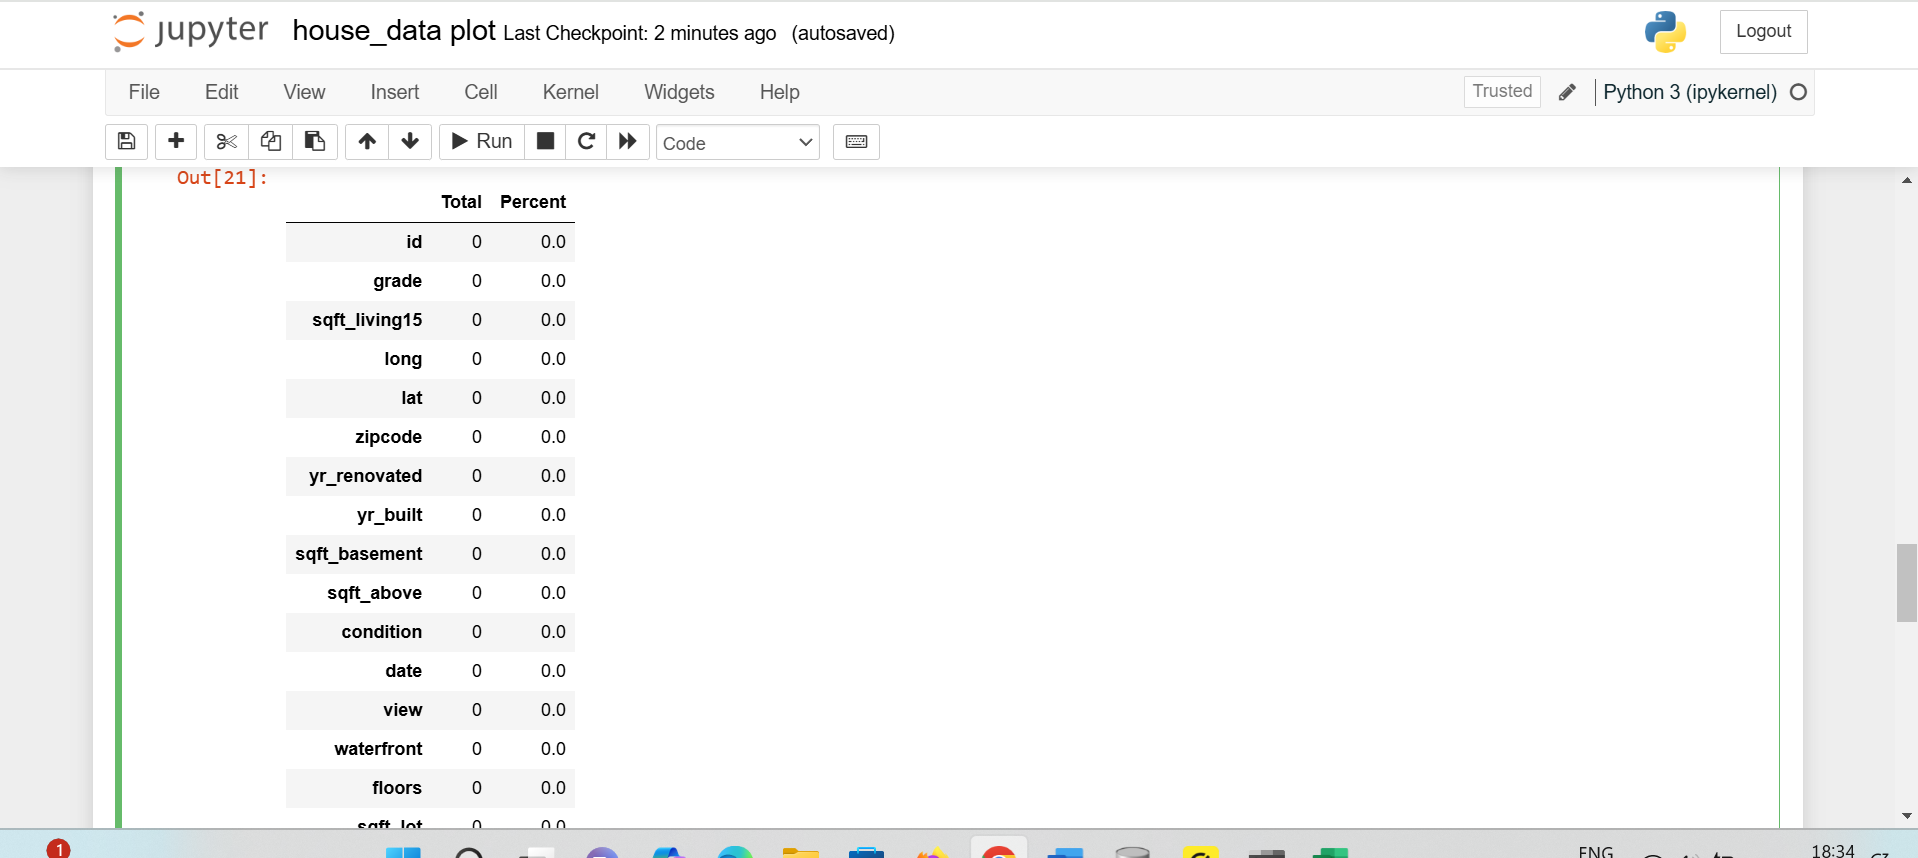 jupyter house_data plot Last Checkpoint: 2 minutes ago (autosaved) Logout
File Edit View Insert Cell Kernel Widgets Help Trusted Python 3 (ipykernel)
Run Code
Out[21]:
Total Percent
id 0 0.0
grade 0 0.0
sqft_living15 0 0.0
long 0 0.0
lat 0 0.0
zipcode 0 0.0
yr_renovated 0 0.0
yr_built 0 0.0
sqft_basement 0 0.0
sqft_above 0 0.0
condition 0 0.0
date 0 0.0
view 0 0.0
waterfront 0 0.0
floors 0 0.0
sqft_lot 0 0.0
1 ENG 18:34